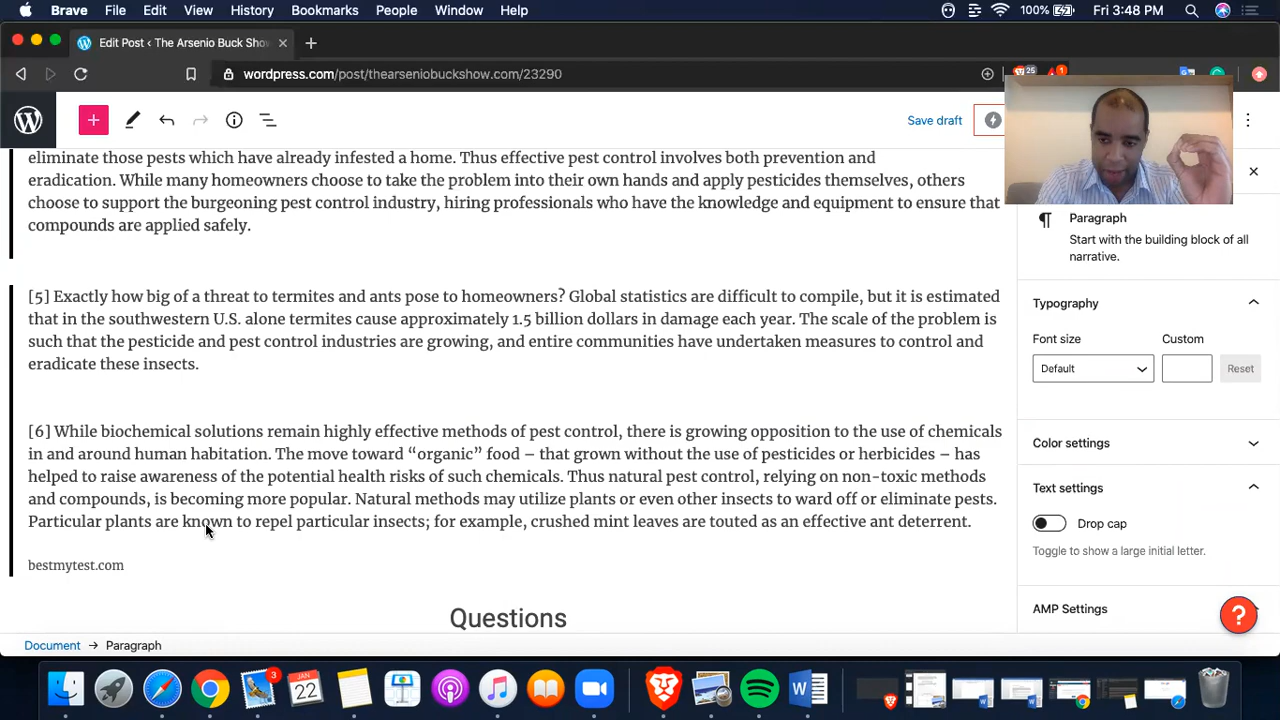 Brave File Edit View History Bookmarks People Window Help 100% Fri 3:48 PM
Edit Post ‹ The Arsenio Buck Show
wordpress.com/post/thearseniobuckshow.com/23290
25
1
Save draft
eliminate those pests which have already infested a home. Thus effective pest control involves both prevention and
eradication. While many homeowners choose to take the problem into their own hands and apply pesticides themselves, others
choose to support the burgeoning pest control industry, hiring professionals who have the knowledge and equipment to ensure that
compounds are applied safely.
[5] Exactly how big of a threat to termites and ants pose to homeowners? Global statistics are difficult to compile, but it is estimated
that in the southwestern U.S. alone termites cause approximately 1.5 billion dollars in damage each year. The scale of the problem is
such that the pesticide and pest control industries are growing, and entire communities have undertaken measures to control and
eradicate these insects.
[6] While biochemical solutions remain highly effective methods of pest control, there is growing opposition to the use of chemicals
in and around human habitation. The move toward “organic” food – that grown without the use of pesticides or herbicides – has
helped to raise awareness of the potential health risks of such chemicals. Thus natural pest control, relying on non-toxic methods
and compounds, is becoming more popular. Natural methods may utilize plants or even other insects to ward off or eliminate pests.
Particular plants are known to repel particular insects; for example, crushed mint leaves are touted as an effective ant deterrent.
bestmytest.com
Questions
Paragraph
Start with the building block of all
narrative.
Typography
Font size Custom
Default Reset
Color settings
Text settings
Drop cap
Toggle to show a large initial letter.
AMP Settings
?
Document → Paragraph
3
JAN
22